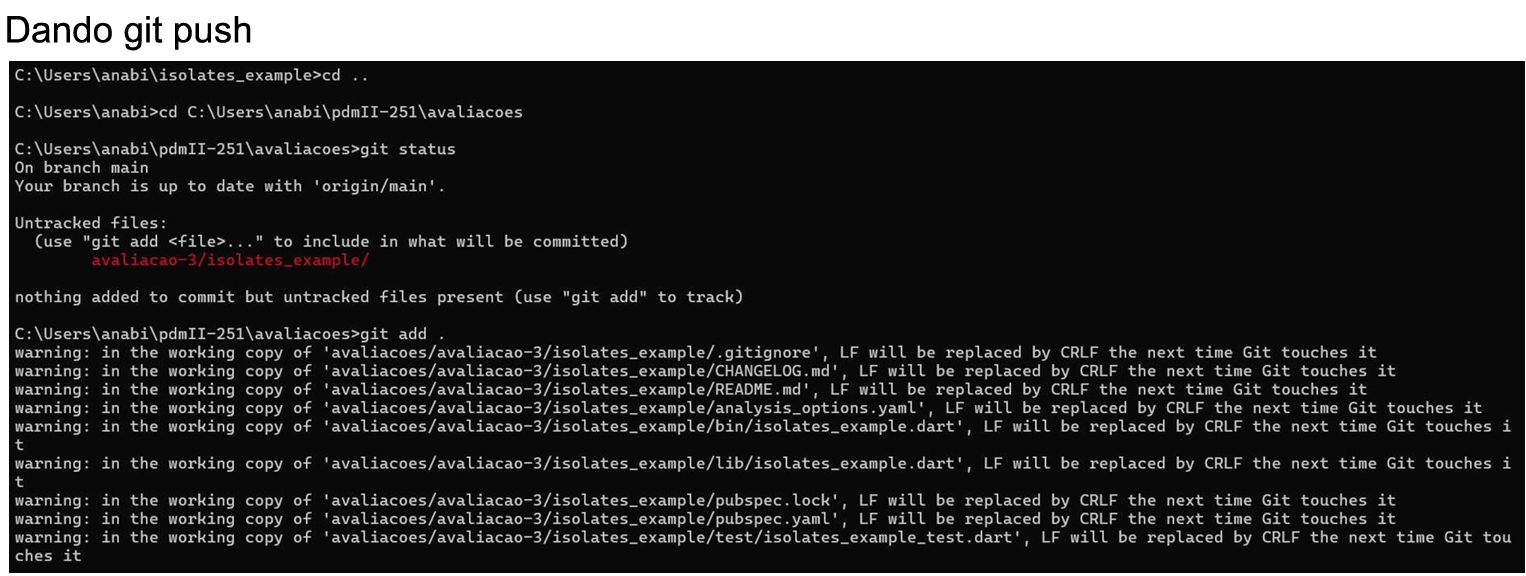 Dando git push
C:\Users\anabi\isolates_example>cd ..
C:\Users\anabi>cd C:\Users\anabi\pdmII-251\avaliacoes
C:\Users\anabi\pdmII-251\avaliacoes>git status
On branch main
Your branch is up to date with 'origin/main'.
Untracked files:
  (use "git add <file>..." to include in what will be committed)
        avaliacao-3/isolates_example/
nothing added to commit but untracked files present (use "git add" to track)
C:\Users\anabi\pdmII-251\avaliacoes>git add .
warning: in the working copy of 'avaliacoes/avaliacao-3/isolates_example/.gitignore', LF will be replaced by CRLF the next time Git touches it
warning: in the working copy of 'avaliacoes/avaliacao-3/isolates_example/CHANGELOG.md', LF will be replaced by CRLF the next time Git touches it
warning: in the working copy of 'avaliacoes/avaliacao-3/isolates_example/README.md', LF will be replaced by CRLF the next time Git touches it
warning: in the working copy of 'avaliacoes/avaliacao-3/isolates_example/analysis_options.yaml', LF will be replaced by CRLF the next time Git touches it
warning: in the working copy of 'avaliacoes/avaliacao-3/isolates_example/bin/isolates_example.dart', LF will be replaced by CRLF the next time Git touches i
t
warning: in the working copy of 'avaliacoes/avaliacao-3/isolates_example/lib/isolates_example.dart', LF will be replaced by CRLF the next time Git touches i
t
warning: in the working copy of 'avaliacoes/avaliacao-3/isolates_example/pubspec.lock', LF will be replaced by CRLF the next time Git touches it
warning: in the working copy of 'avaliacoes/avaliacao-3/isolates_example/pubspec.yaml', LF will be replaced by CRLF the next time Git touches it
warning: in the working copy of 'avaliacoes/avaliacao-3/isolates_example/test/isolates_example_test.dart', LF will be replaced by CRLF the next time Git tou
ches it